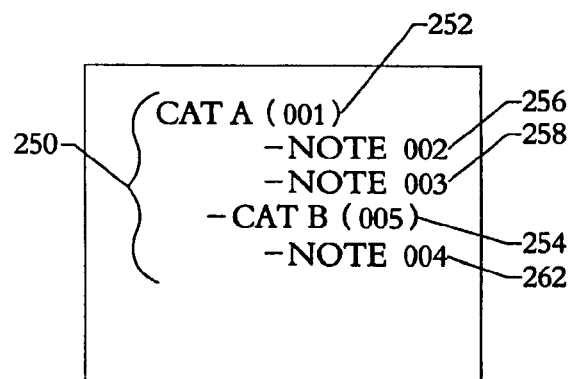 252
CAT A (001)
256
-NOTE 002
258
250
-NOTE 003
-CAT B (005)
254
-NOTE 004
262